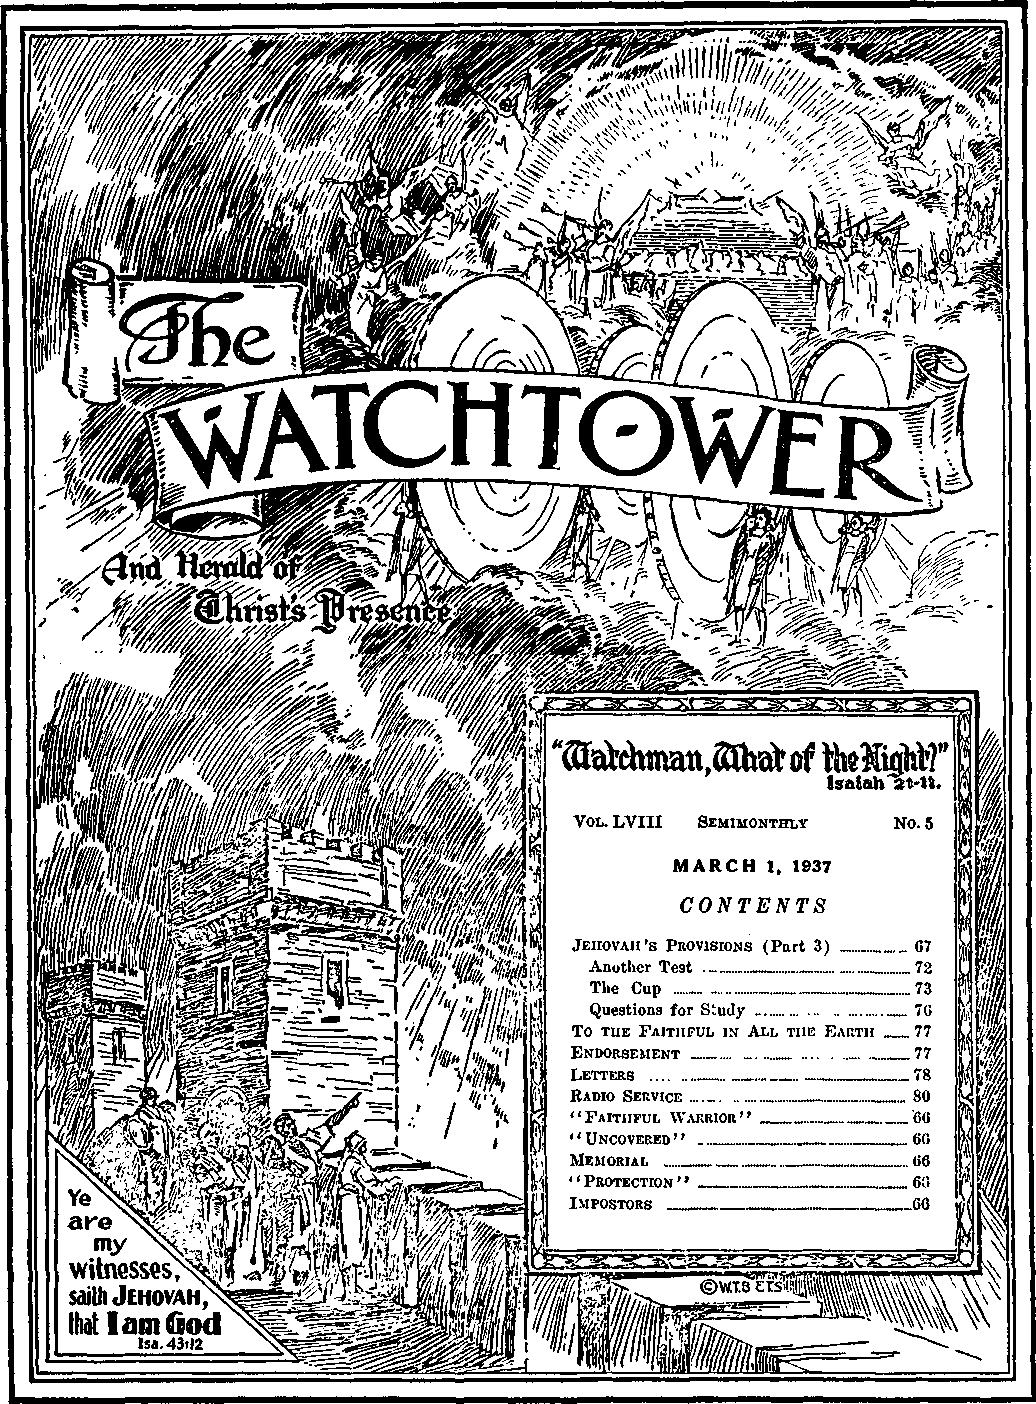 The
WATCHTOWER
And Herald of
Christ's Presence
"Watchman, What of the Night?"
Isaiah 21-11.
VOL. LVIII SEMIMONTHLY No. 5
MARCH 1, 1937
CONTENTS
JEHOVAH'S PROVISIONS (Part 3) 67
Another Test 72
The Cup 73
Questions for Study 76
TO THE FAITHFUL IN ALL THE EARTH 77
ENDORSEMENT 77
LETTERS 78
RADIO SERVICE 80
"FAITHFUL WARRIOR" 66
"UNCOVERED" 66
MEMORIAL 66
"PROTECTION" 66
IMPOSTORS 66
©W.T.B. & T.S.
Ye
are
my
witnesses,
saith JEHOVAH,
that I am God
Isa. 43:12